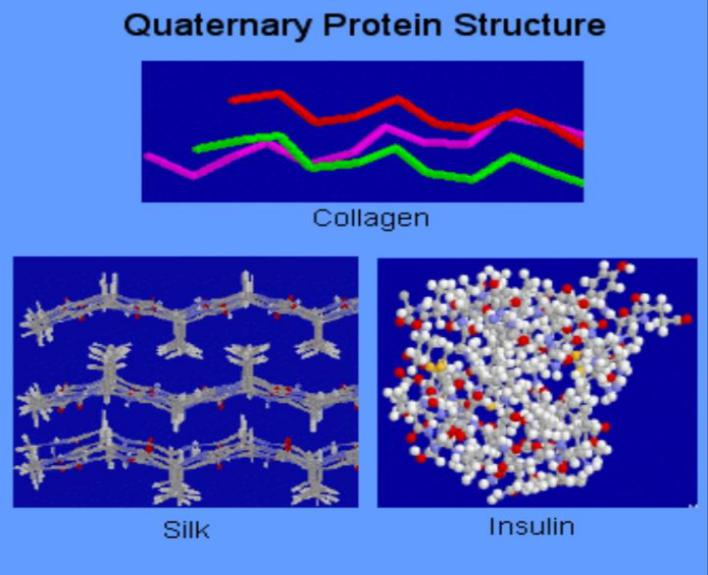 Quaternary Protein Structure
Collagen
Silk
Insulin